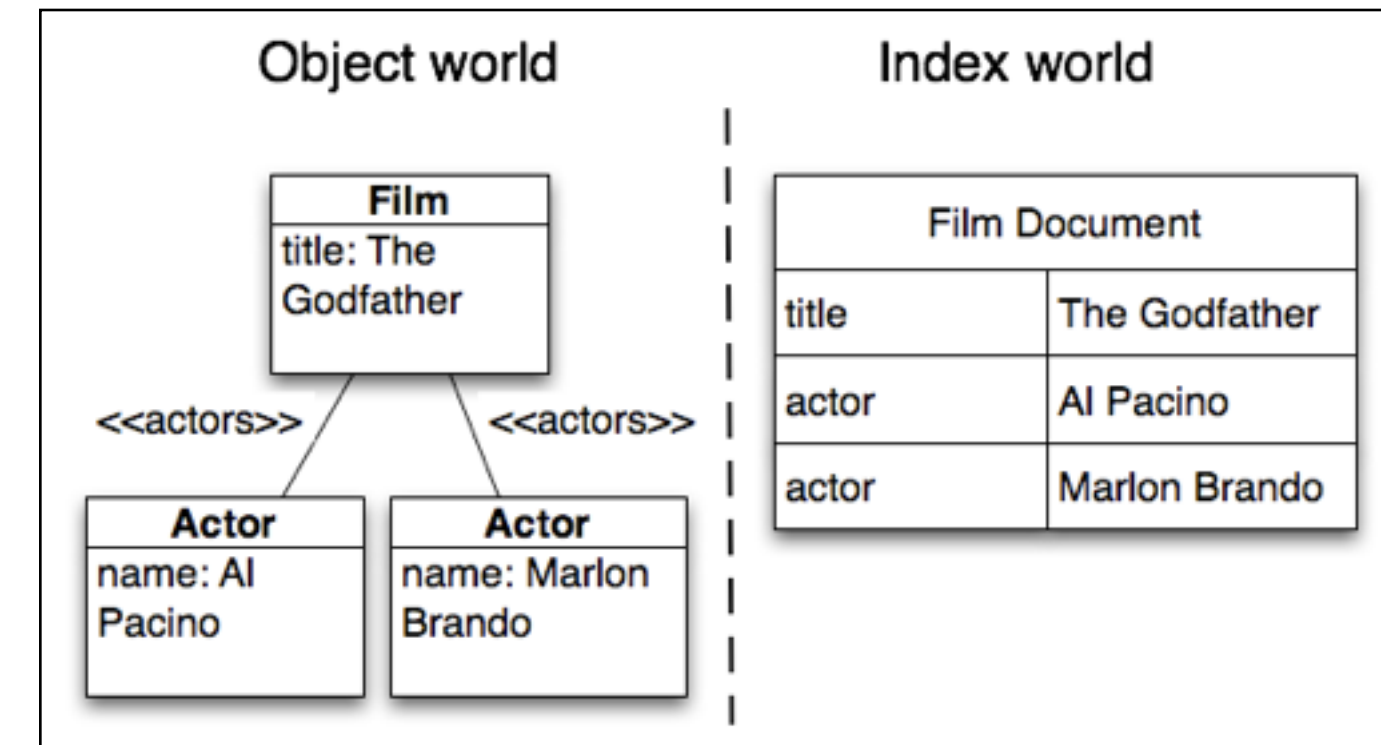 Object world
Film
title: The
Godfather
<<actors>>
<<actors>>
Actor
name: Al
Pacino
Actor
name: Marlon
Brando
Index world
Film Document
title The Godfather
actor Al Pacino
actor Marlon Brando